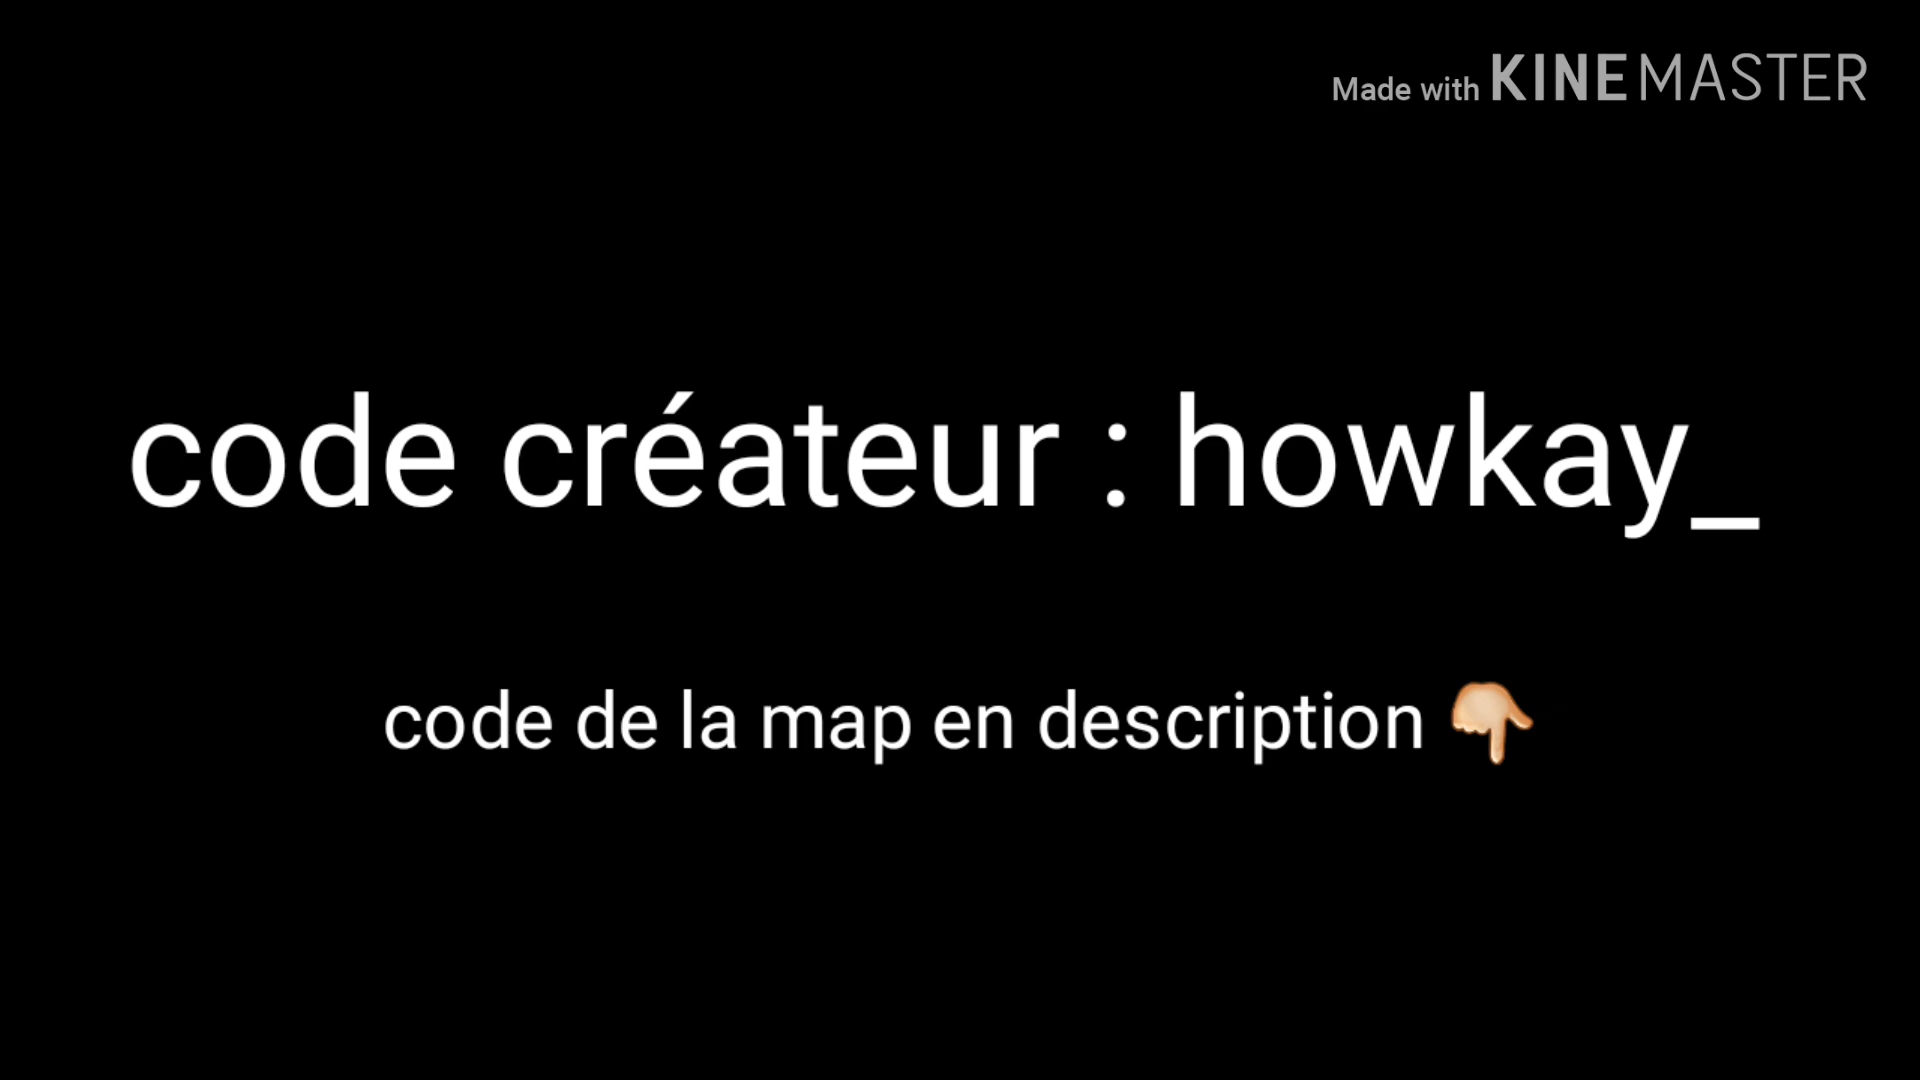 Made with KINEMASTER
code créateur : howkay_
code de la map en description 👇🏼